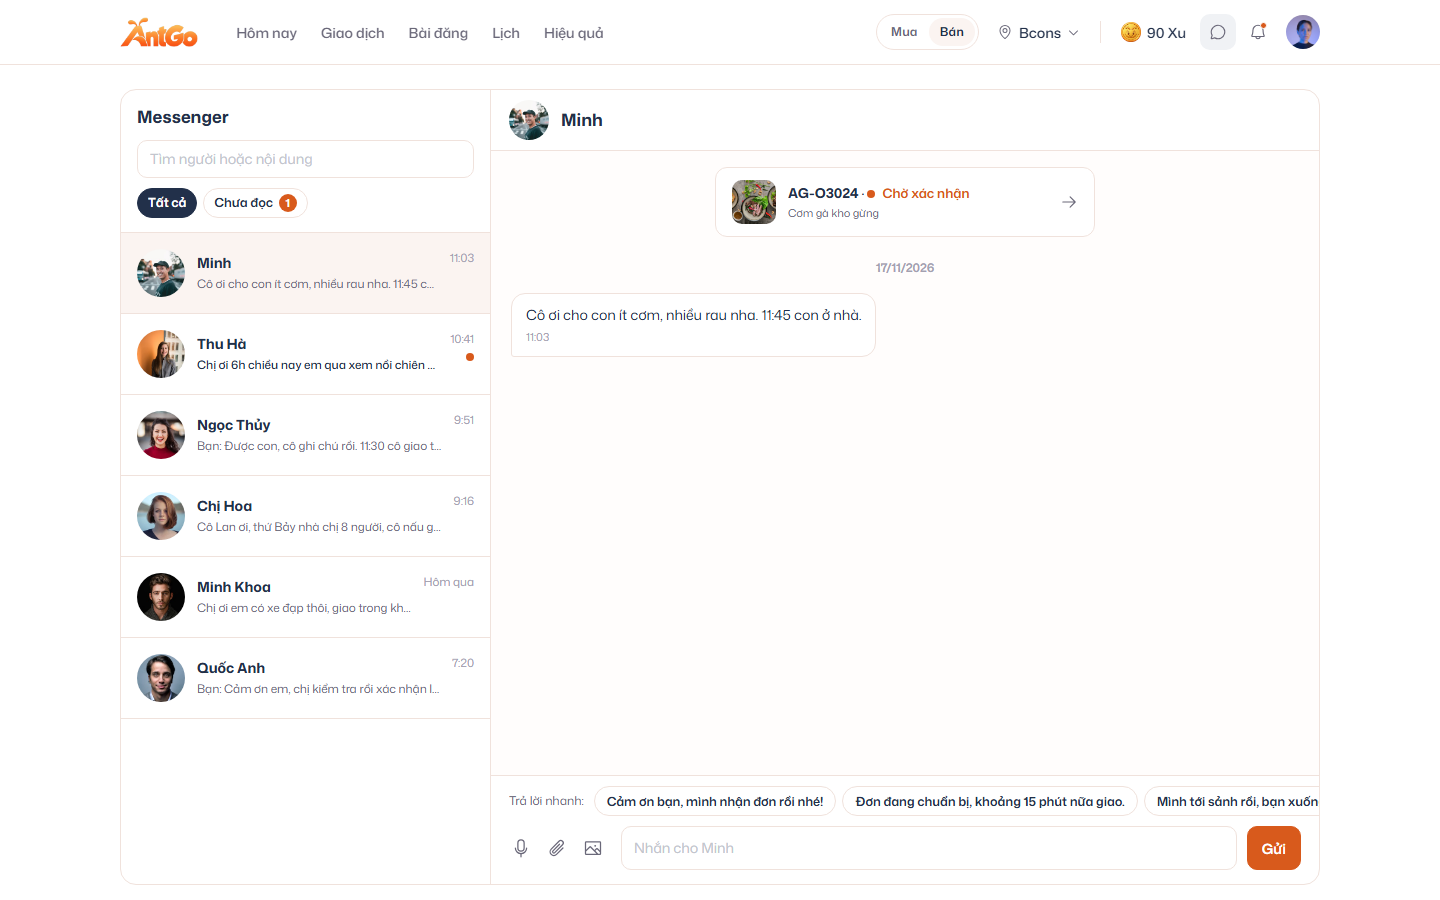 AntGo
Hôm nay
Giao dịch
Bài đăng
Lịch
Hiệu quả
Mua
Bán
Bcons
90 Xu
Messenger
Tìm người hoặc nội dung
Tất cả
Chưa đọc 1
Minh
11:03
Cô ơi cho con ít cơm, nhiều rau nha. 11:45 c...
Thu Hà
10:41
Chị ơi 6h chiều nay em qua xem nồi chiên ...
Ngọc Thủy
9:51
Bạn: Được con, cô ghi chú rồi. 11:30 cô giao t...
Chị Hoa
9:16
Cô Lan ơi, thứ Bảy nhà chị 8 người, cô nấu g...
Minh Khoa
Hôm qua
Chị ơi em có xe đạp thôi, giao trong kh...
Quốc Anh
7:20
Bạn: Cảm ơn em, chị kiểm tra rồi xác nhận l...
Minh
AG-O3024 · Chờ xác nhận
Cơm gà kho gừng
17/11/2026
Cô ơi cho con ít cơm, nhiều rau nha. 11:45 con ở nhà.
11:03
Trả lời nhanh:
Cảm ơn bạn, mình nhận đơn rồi nhé!
Đơn đang chuẩn bị, khoảng 15 phút nữa giao.
Mình tới sảnh rồi, bạn xuốn
Nhắn cho Minh
Gửi